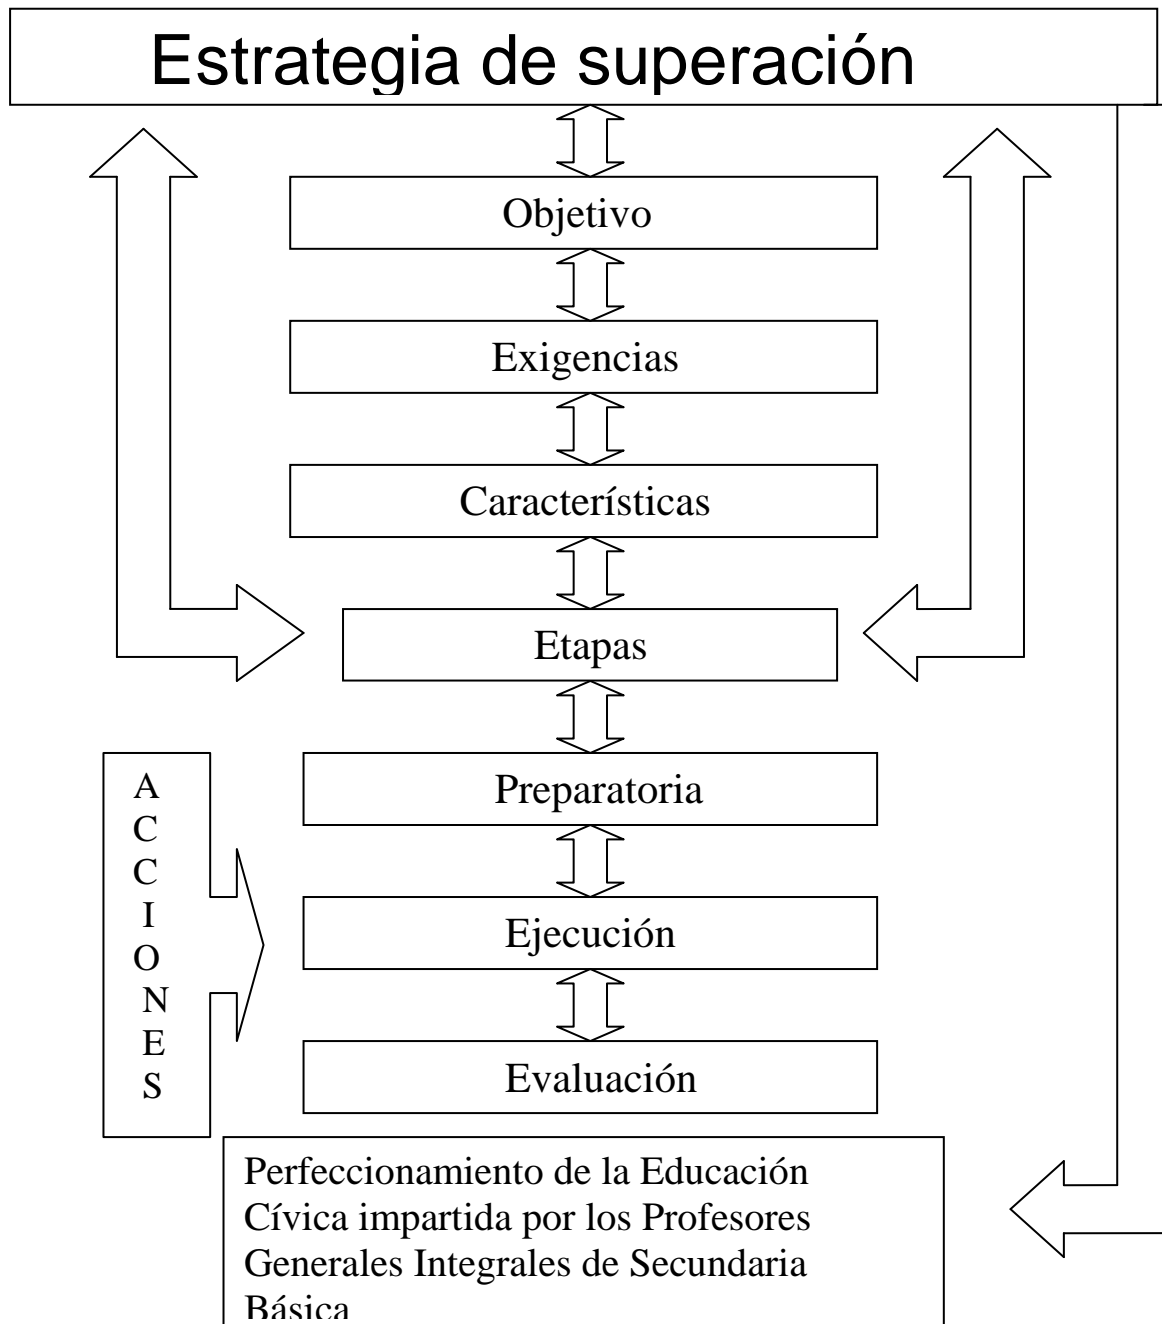 Estrategia de superación
Objetivo
Exigencias
Características
Etapas
Preparatoria
A
C
C
I
O
N
E
S
Ejecución
Evaluación
Perfeccionamiento de la Educación
Cívica impartida por los Profesores
Generales Integrales de Secundaria
Básica